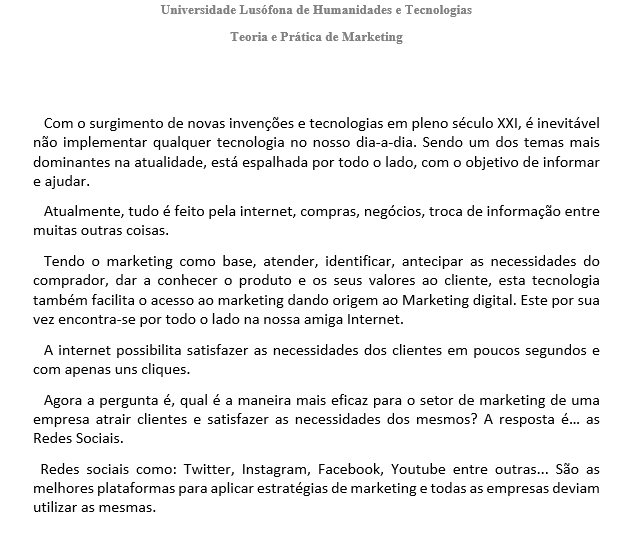 Universidade Lusófona de Humanidades e Tecnologias
Teoria e Prática de Marketing
Com o surgimento de novas invenções e tecnologias em pleno século XXI, é inevitável
não implementar qualquer tecnologia no nosso dia-a-dia. Sendo um dos temas mais
dominantes na atualidade, está espalhada por todo o lado, com o objetivo de informar
e ajudar.
Atualmente, tudo é feito pela internet, compras, negócios, troca de informação entre
muitas outras coisas.
Tendo o marketing como base, atender, identificar, antecipar as necessidades do
comprador, dar a conhecer o produto e os seus valores ao cliente, esta tecnologia
também facilita o acesso ao marketing dando origem ao Marketing digital. Este por sua
vez encontra-se por todo o lado na nossa amiga Internet.
A internet possibilita satisfazer as necessidades dos clientes em poucos segundos e
com apenas uns cliques.
Agora a pergunta é, qual é a maneira mais eficaz para o setor de marketing de uma
empresa atrair clientes e satisfazer as necessidades dos mesmos? A resposta é... as
Redes Sociais.
Redes sociais como: Twitter, Instagram, Facebook, Youtube entre outras... São as
melhores plataformas para aplicar estratégias de marketing e todas as empresas deviam
utilizar as mesmas.